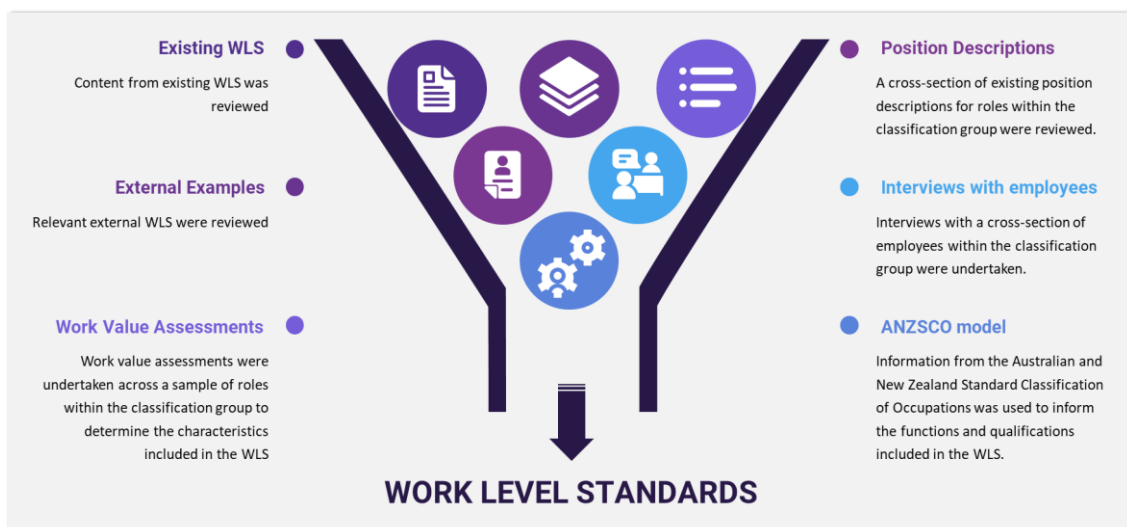 Existing WLS
Content from existing WLS was
reviewed
External Examples
Relevant external WLS were reviewed
Work Value Assessments
Work value assessments were
undertaken across a sample of roles
within the classification group to
determine the characteristics
included in the WLS
Position Descriptions
A cross-section of existing position
descriptions for roles within the
classification group were reviewed.
Interviews with employees
Interviews with a cross-section of
employees within the classification
group were undertaken.
ANZSCO model
Information from the Australian and
New Zealand Standard Classification
of Occupations was used to inform
the functions and qualifications
included in the WLS.
WORK LEVEL STANDARDS